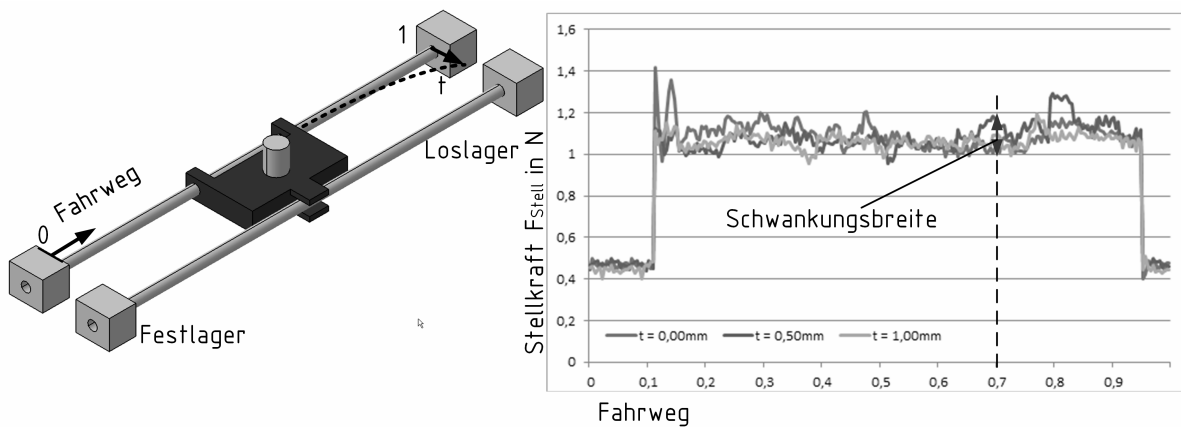 1
t
Loslager
Fahrweg
0
Festlager
Stellkraft FStell in N
1,6
1,4
1,2
1
0,8
0,6
0,4
0,2
0
Schwankungsbreite
t = 0,00mm t = 0,50mm t = 1,00mm
0 0,1 0,2 0,3 0,4 0,5 0,6 0,7 0,8 0,9
Fahrweg